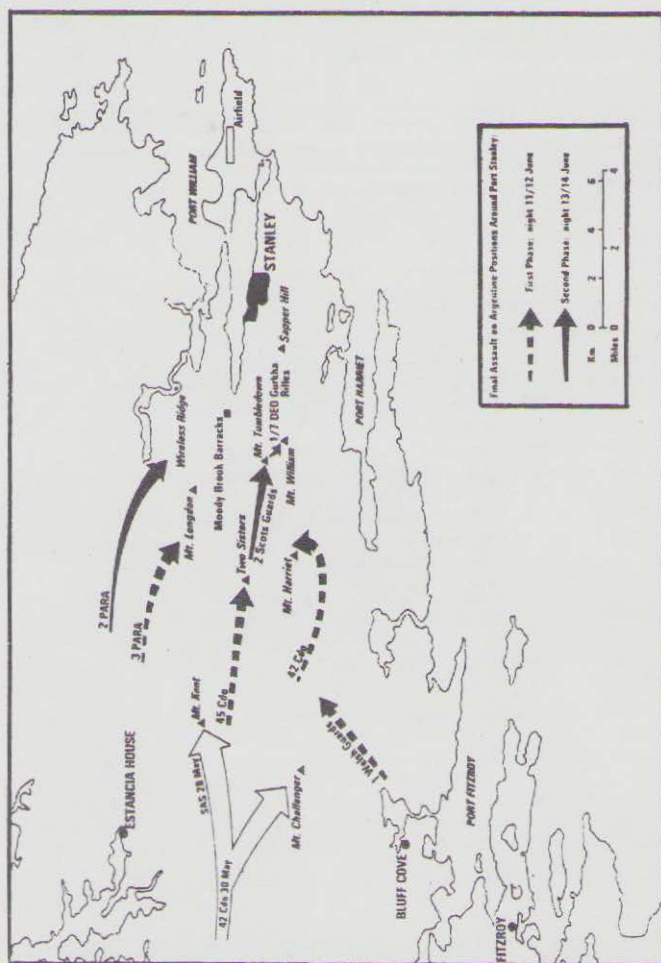 ESTANCIA HOUSE
2 PARA
3 PARA
Wireless Ridge
Mt. Longdon
PORT WILLIAM
Airfield
SAS 28 May
Mt. Kent
42 Cdo 30 May
45 Cdo
Two Sisters
Moody Brook Barracks
Mt. Tumbledown
2 Scots Guards
1/7 DEO Gurkha
Rifles
Mt. William
STANLEY
Sapper Hill
Mt. Challenger
42 Cdo
Mt. Harriet
1 Welsh Guards
PORT HARRIET
BLUFF COVE
PORT FITZROY
FITZROY
Final Assault on Argentine Positions Around Port Stanley:
First Phase: night 11/12 June
Second Phase: night 13/14 June
Km 0 2 4 6
Miles 0 2 4